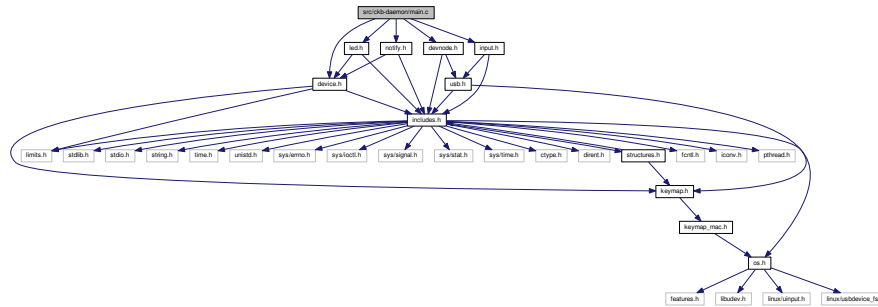 src/ckb-daemon/main.c
led.h
notify.h
devnode.h
input.h
device.h
usb.h
includes.h
limits.h
stdlib.h
stdio.h
string.h
time.h
unistd.h
sys/errno.h
sys/ioctl.h
sys/signal.h
sys/stat.h
sys/time.h
ctype.h
dirent.h
structures.h
fcntl.h
iconv.h
pthread.h
keymap.h
keymap_mac.h
os.h
features.h
libudev.h
linux/uinput.h
linux/usbdevice_fs